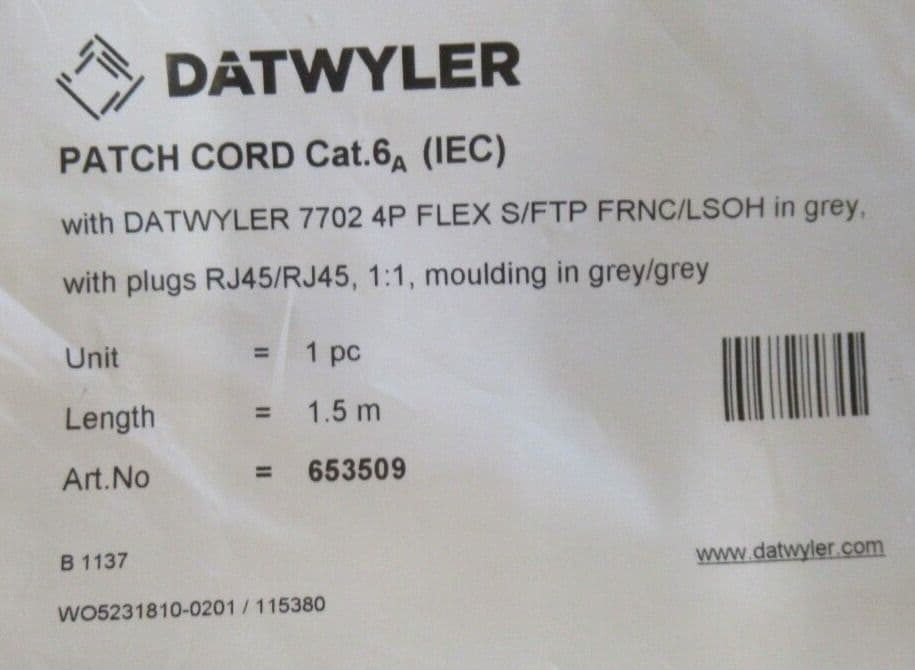 DATWYLER
PATCH CORD Cat.6A (IEC)
with DATWYLER 7702 4P FLEX S/FTP FRNC/LSOH in grey,
with plugs RJ45/RJ45, 1:1, moulding in grey/grey
Unit = 1 pc
Length = 1.5 m
Art.No = 653509
B 1137
www.datwyler.com
WO5231810-0201 / 115380